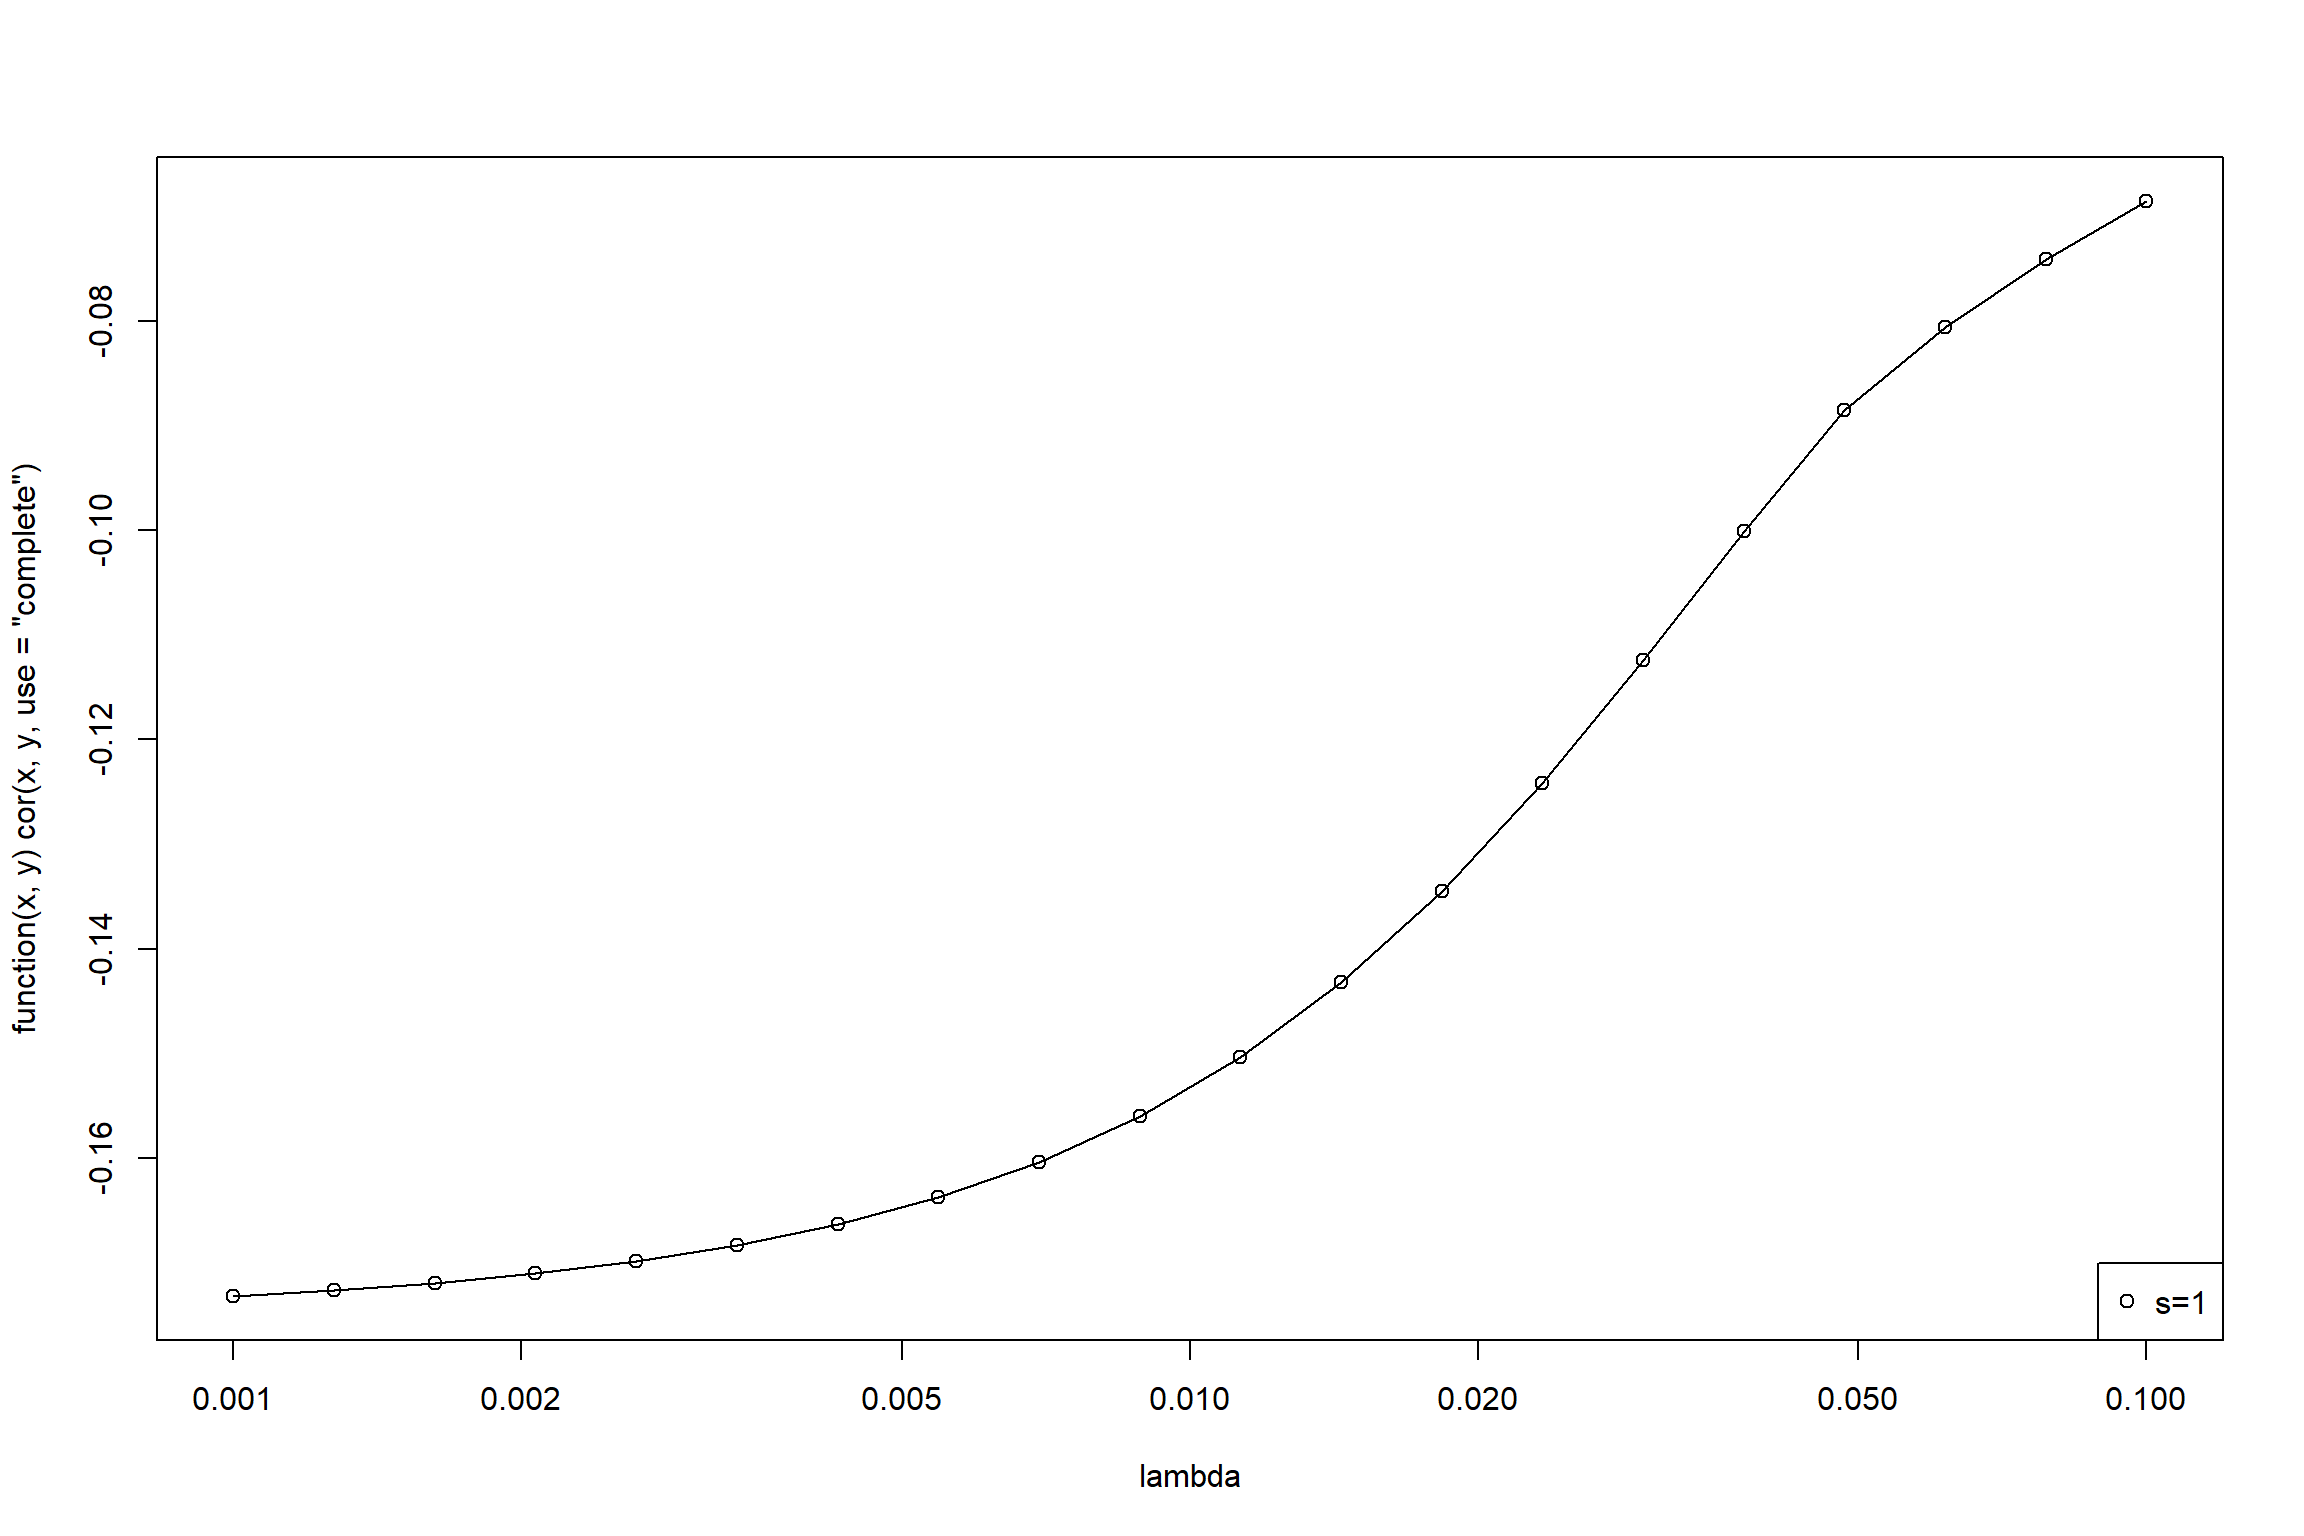 function(x, y) cor(x, y, use = "complete")
-0.08
-0.10
-0.12
-0.14
-0.16
s=1
0.001 0.002 0.005 0.010 0.020 0.050 0.100
lambda